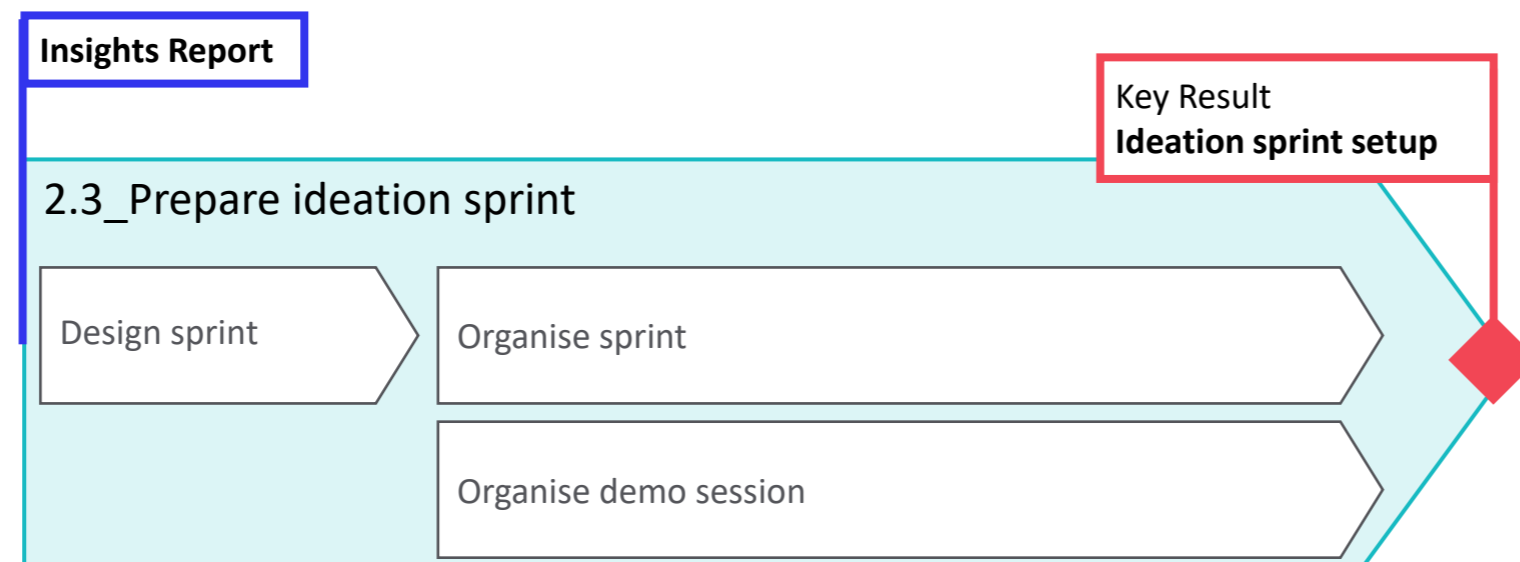 Insights Report
Key Result
Ideation sprint setup
2.3_Prepare ideation sprint
Design sprint
Organise sprint
Organise demo session